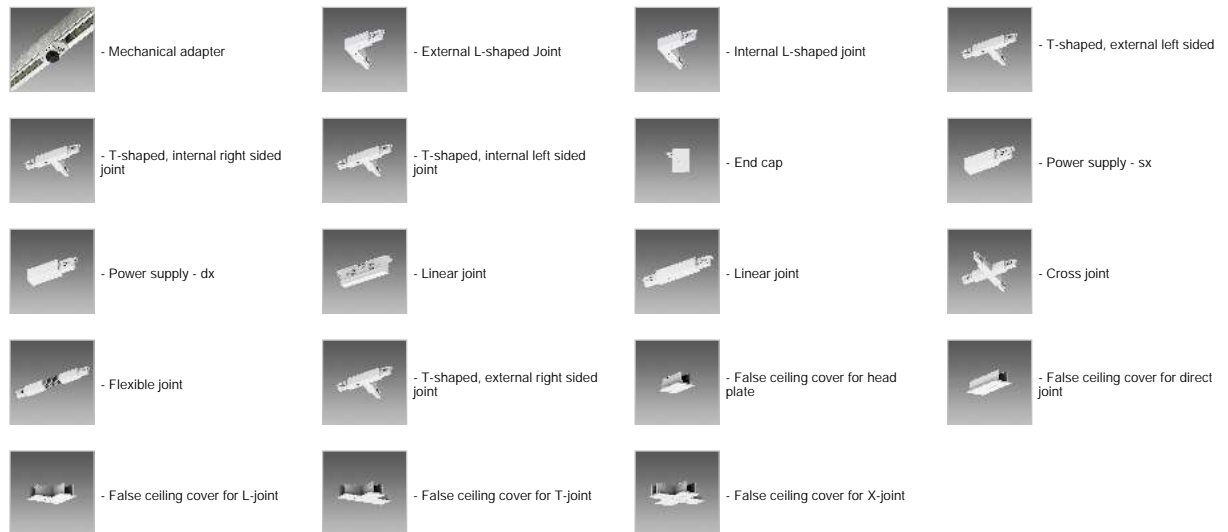 - Mechanical adapter
- External L-shaped Joint
- Internal L-shaped joint
- T-shaped, external left sided
- T-shaped, internal right sided
joint
- T-shaped, internal left sided
joint
- End cap
- Power supply - sx
- Power supply - dx
- Linear joint
- Linear joint
- Cross joint
- Flexible joint
- T-shaped, external right sided
joint
- False ceiling cover for head
plate
- False ceiling cover for direct
joint
- False ceiling cover for L-joint
- False ceiling cover for T-joint
- False ceiling cover for X-joint